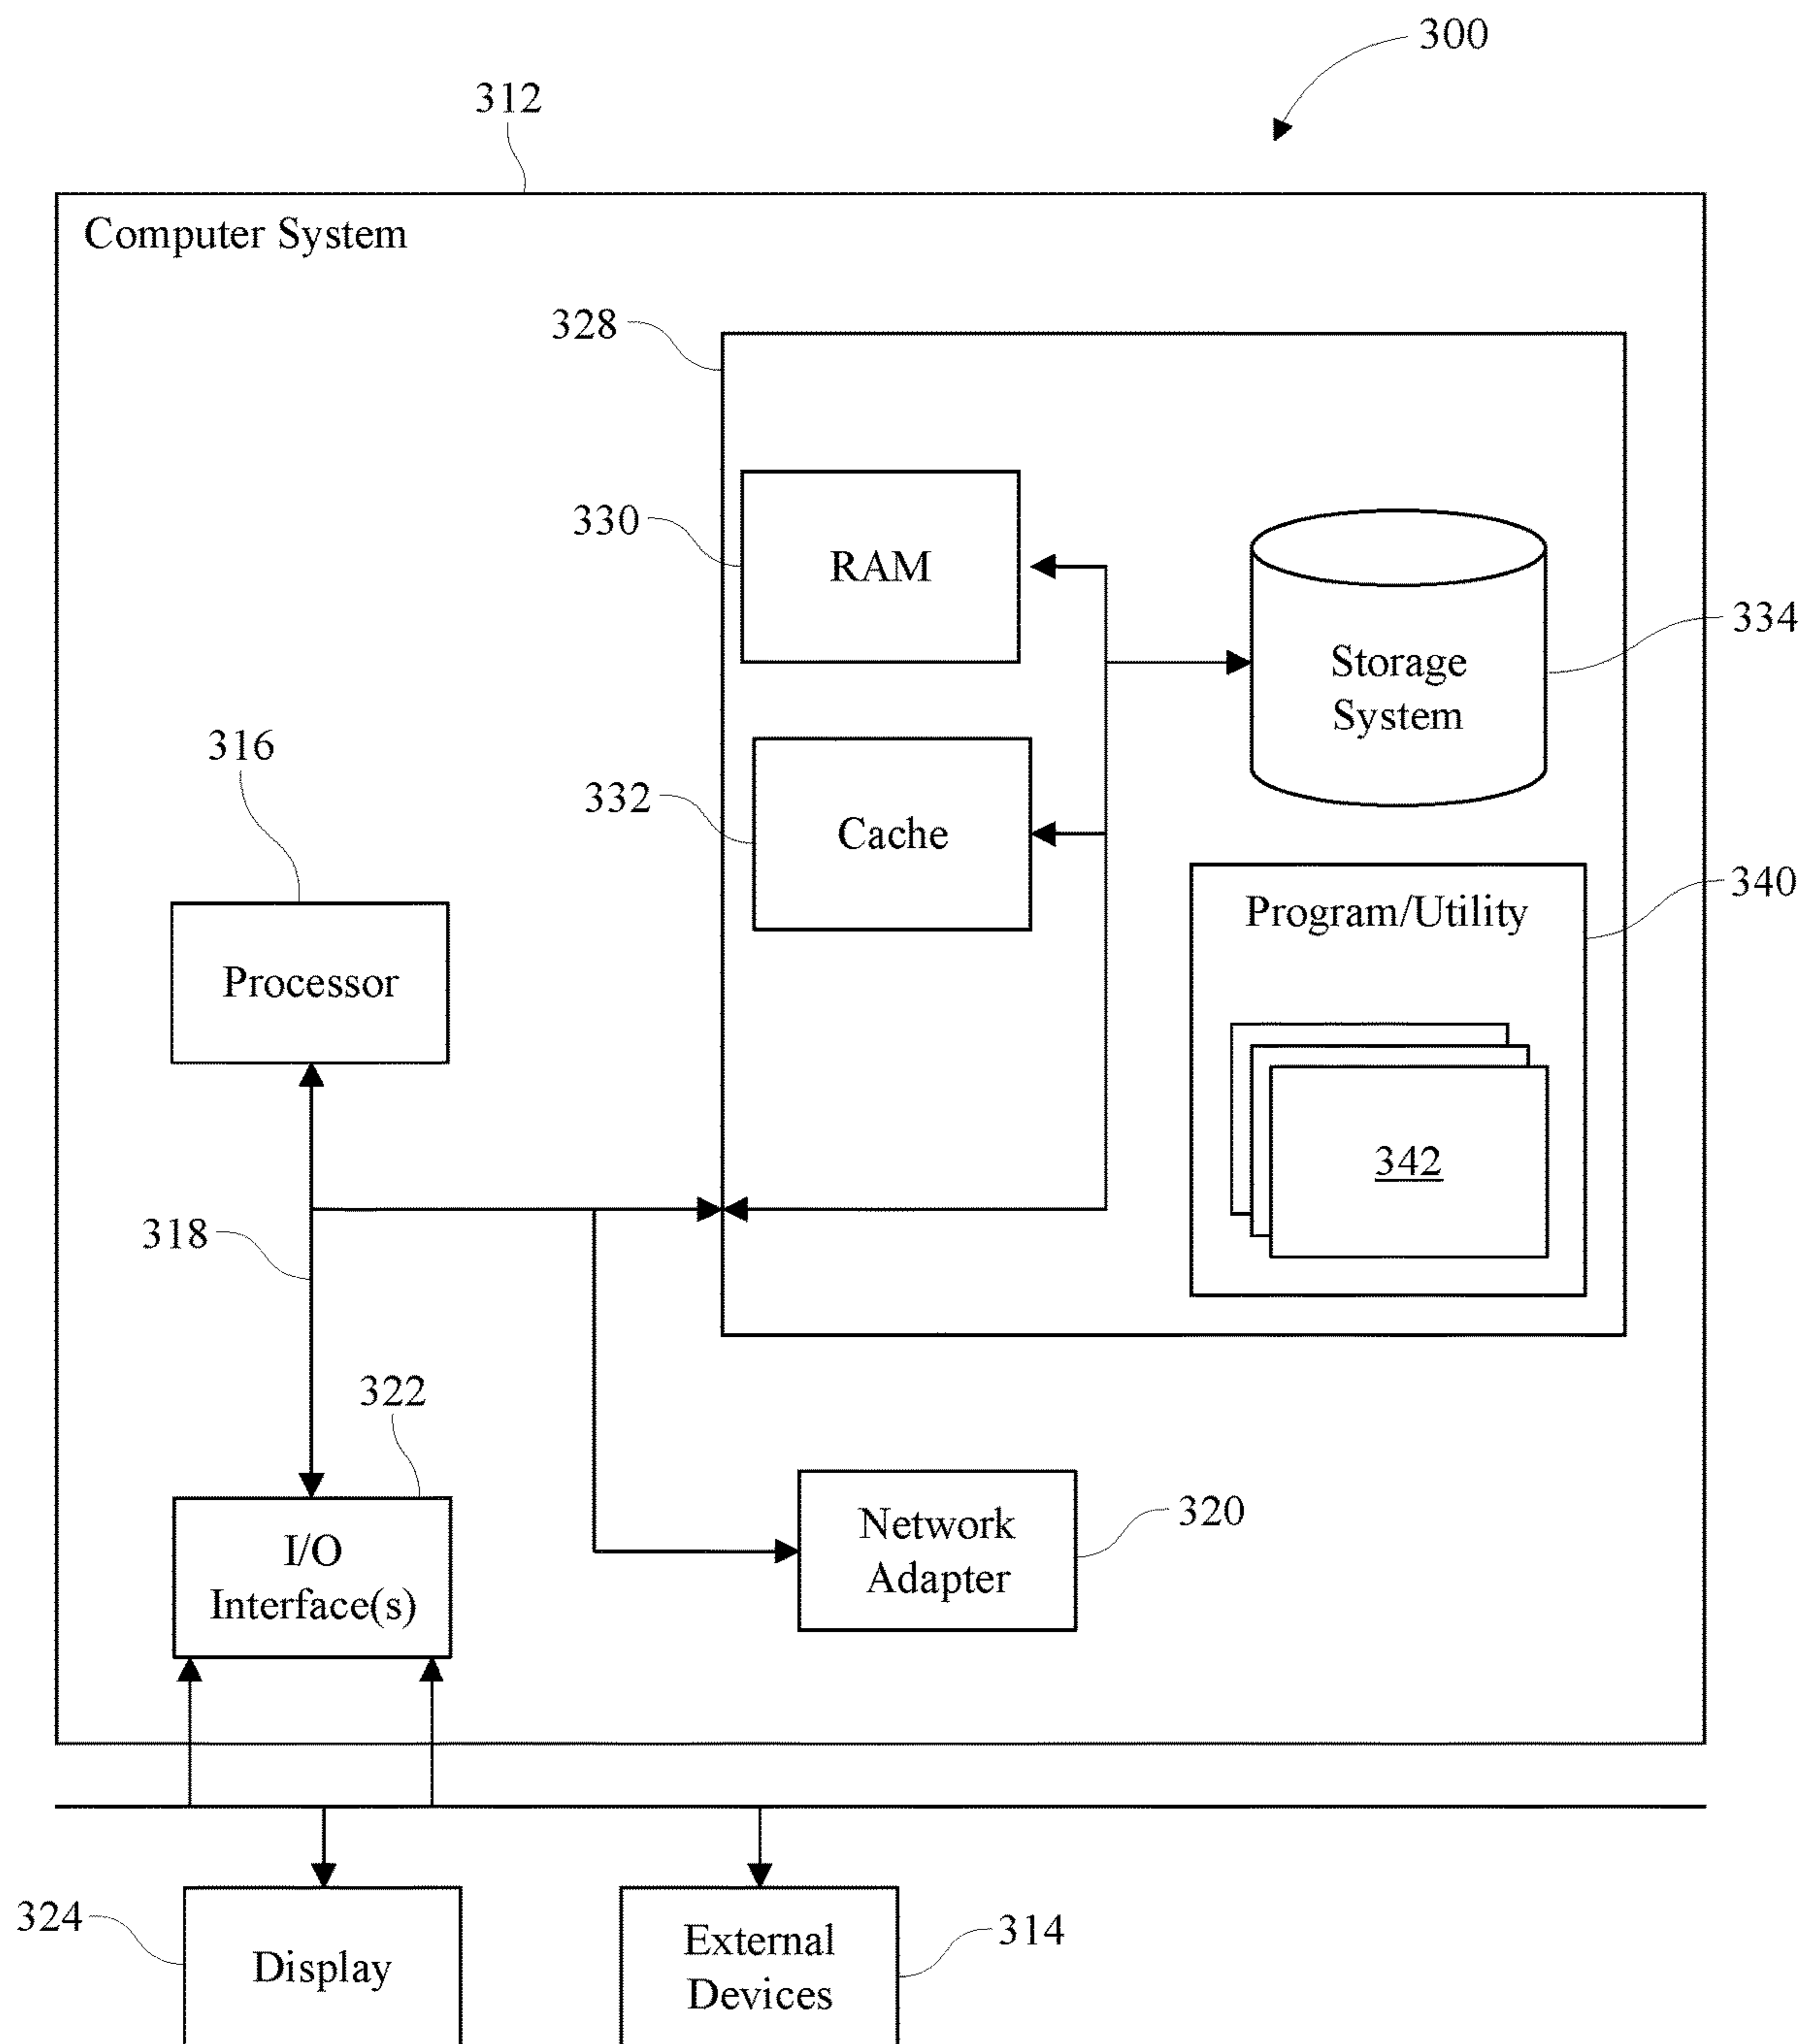 300
312
Computer System
328
330
RAM
334
Storage
System
316
332
Cache
340
Program/Utility
Processor
342
318
322
320
Network
Adapter
I/O
Interface(s)
324
Display
External
Devices
314